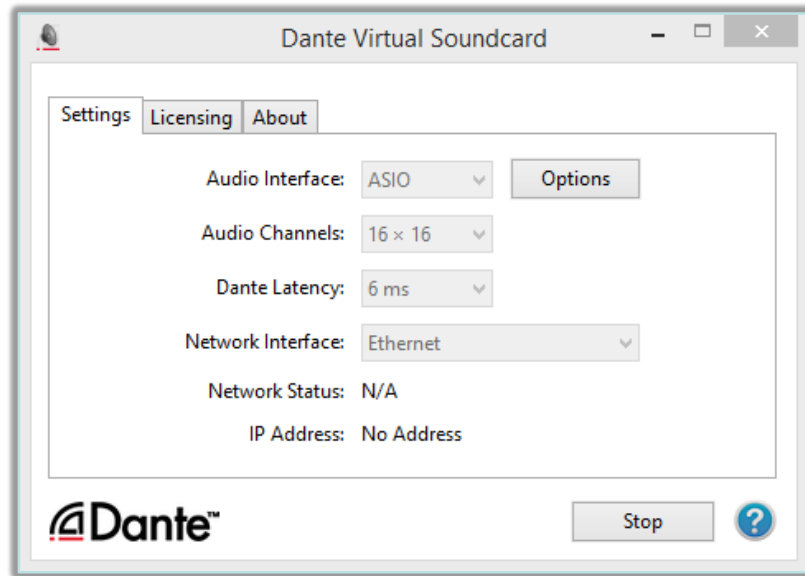 Dante Virtual Soundcard
Settings Licensing About
Audio Interface: ASIO Options
Audio Channels: 16 × 16
Dante Latency: 6 ms
Network Interface: Ethernet
Network Status: N/A
IP Address: No Address
Dante™ Stop ?